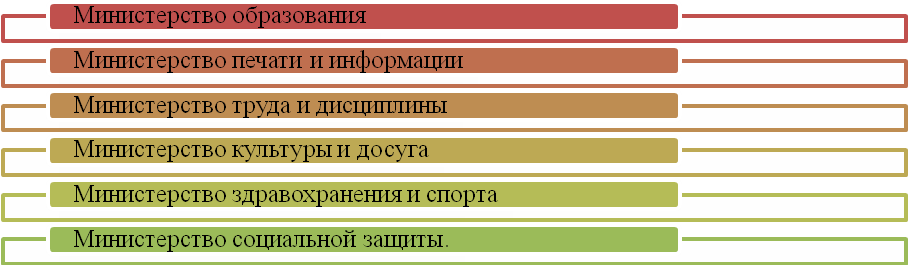 Министерство образования
Министерство печати и информации
Министерство труда и дисциплины
Министерство культуры и досуга
Министерство здравохранения и спорта
Министерство социальной защиты.